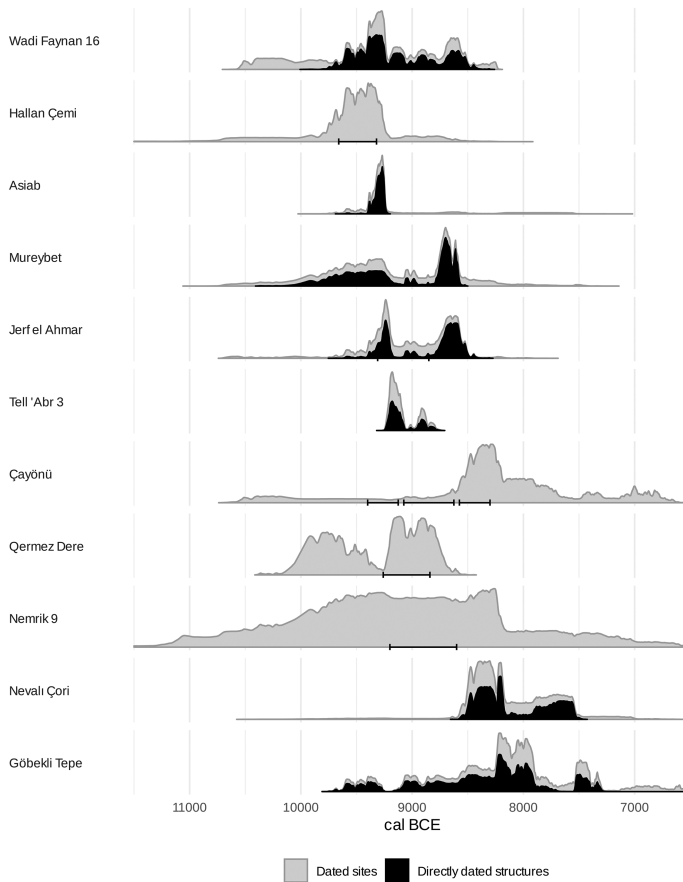 Wadi Faynan 16
Hallan Çemi
Asiab
Mureybet
Jerf el Ahmar
Tell 'Abr 3
Çayönü
Qermez Dere
Nemrik 9
Nevalı Çori
Göbekli Tepe
11000 10000 9000 8000 7000
cal BCE
Dated sites Directly dated structures